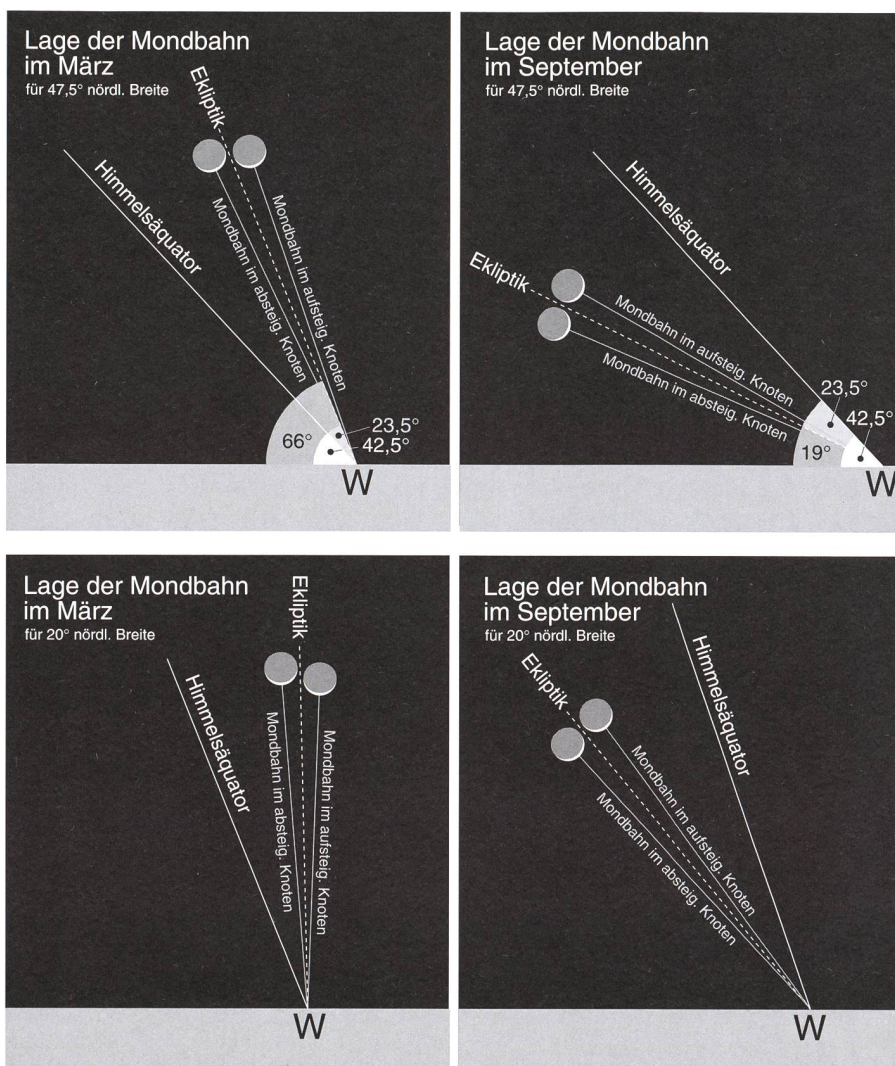 Lage der Mondbahn
im März
für 47,5° nördl. Breite
Ekliptik
Himmelsäquator
Mondbahn im absteig. Knoten
Mondbahn im aufsteig. Knoten
66°
23,5°
42,5°
W
Lage der Mondbahn
im September
für 47,5° nördl. Breite
Himmelsäquator
Ekliptik
Mondbahn im aufsteig. Knoten
Mondbahn im absteig. Knoten
23,5°
42,5°
19°
W
Lage der Mondbahn
im März
für 20° nördl. Breite
Ekliptik
Himmelsäquator
Mondbahn im absteig. Knoten
Mondbahn im aufsteig. Knoten
W
Lage der Mondbahn
im September
für 20° nördl. Breite
Ekliptik
Himmelsäquator
Mondbahn im aufsteig. Knoten
Mondbahn im absteig. Knoten
W